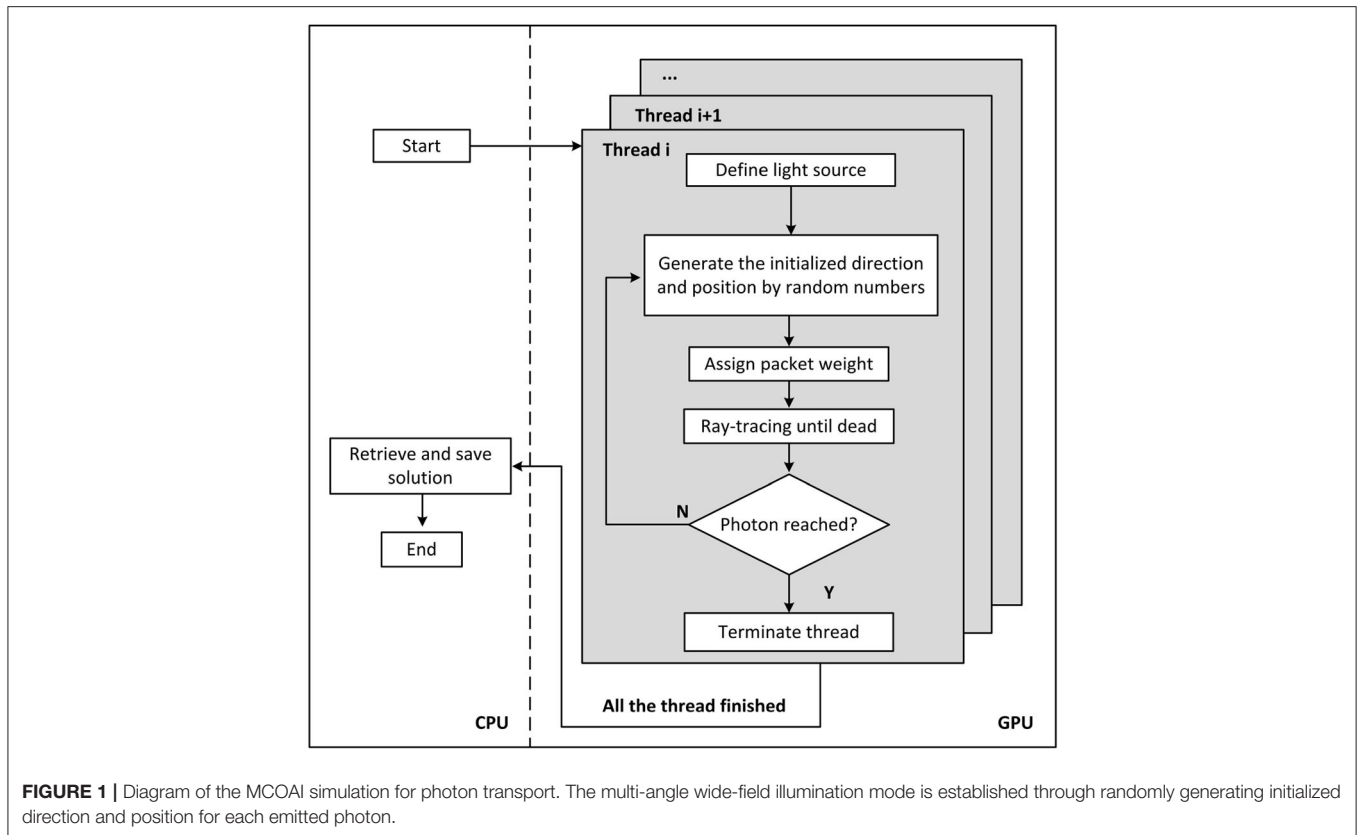 ...
Thread i+1
Thread i
Start
Define light source
Generate the initialized direction
and position by random numbers
Assign packet weight
Ray-tracing until dead
Retrieve and save
solution
N
Photon reached?
End
Y
Terminate thread
All the thread finished
CPU
GPU
FIGURE 1 | Diagram of the MCOAI simulation for photon transport. The multi-angle wide-field illumination mode is established through randomly generating initialized
direction and position for each emitted photon.